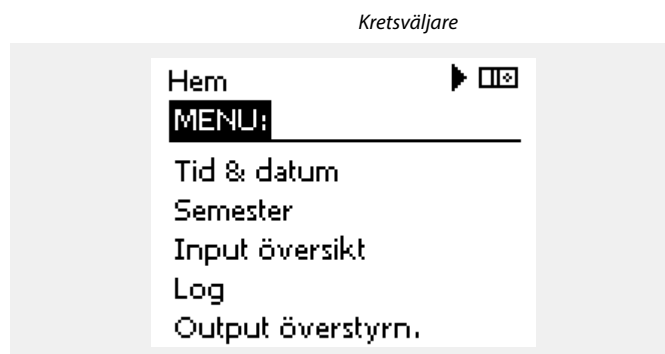 Kretsväljare
Hem
MENU:
Tid & datum
Semester
Input översikt
Log
Output överstyrn.